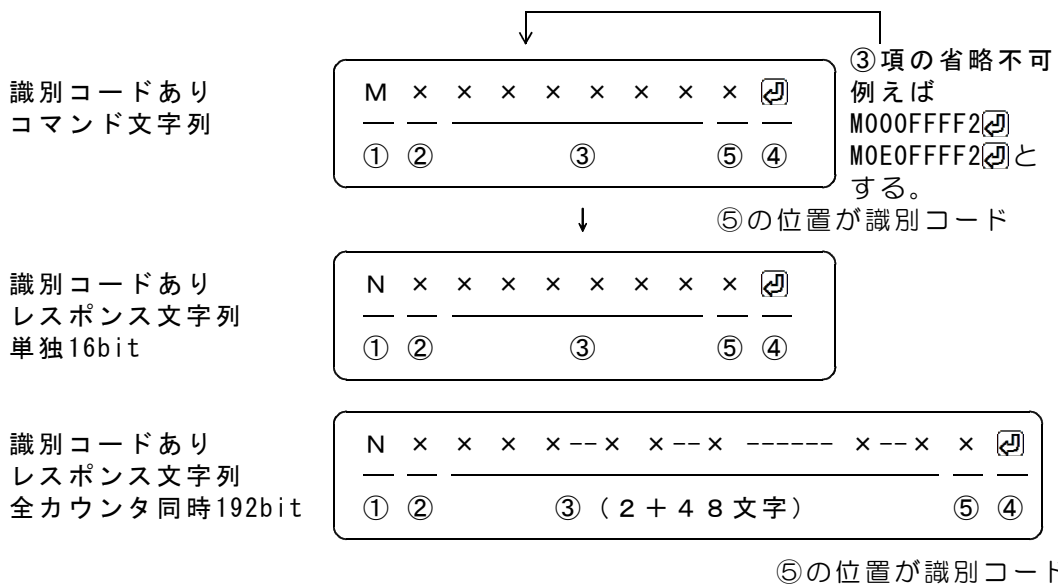 識別コードあり
コマンド文字列
M × × × × × × × × ⏎
① ② ③ ⑤ ④
③項の省略不可
例えば
M000FFFF2⏎
M0E0FFFF2⏎と
する。
↓ ⑤の位置が識別コード
識別コードあり
レスポンス文字列
単独16bit
N × × × × × × × × ⏎
① ② ③ ⑤ ④
識別コードあり
レスポンス文字列
全カウンタ同時192bit
N × × × ×--× ×--× ------ ×--× × ⏎
① ② ③(2+48文字) ⑤ ④
⑤の位置が識別コード